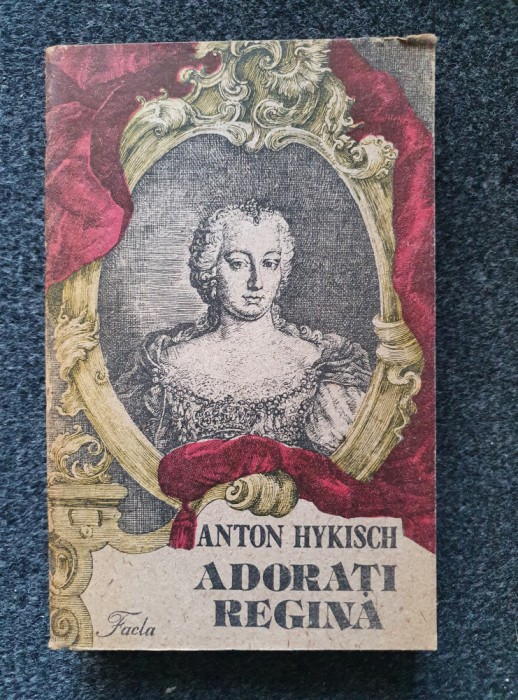 ANTON HYKISCH
ADORAȚI
REGINA
Facla